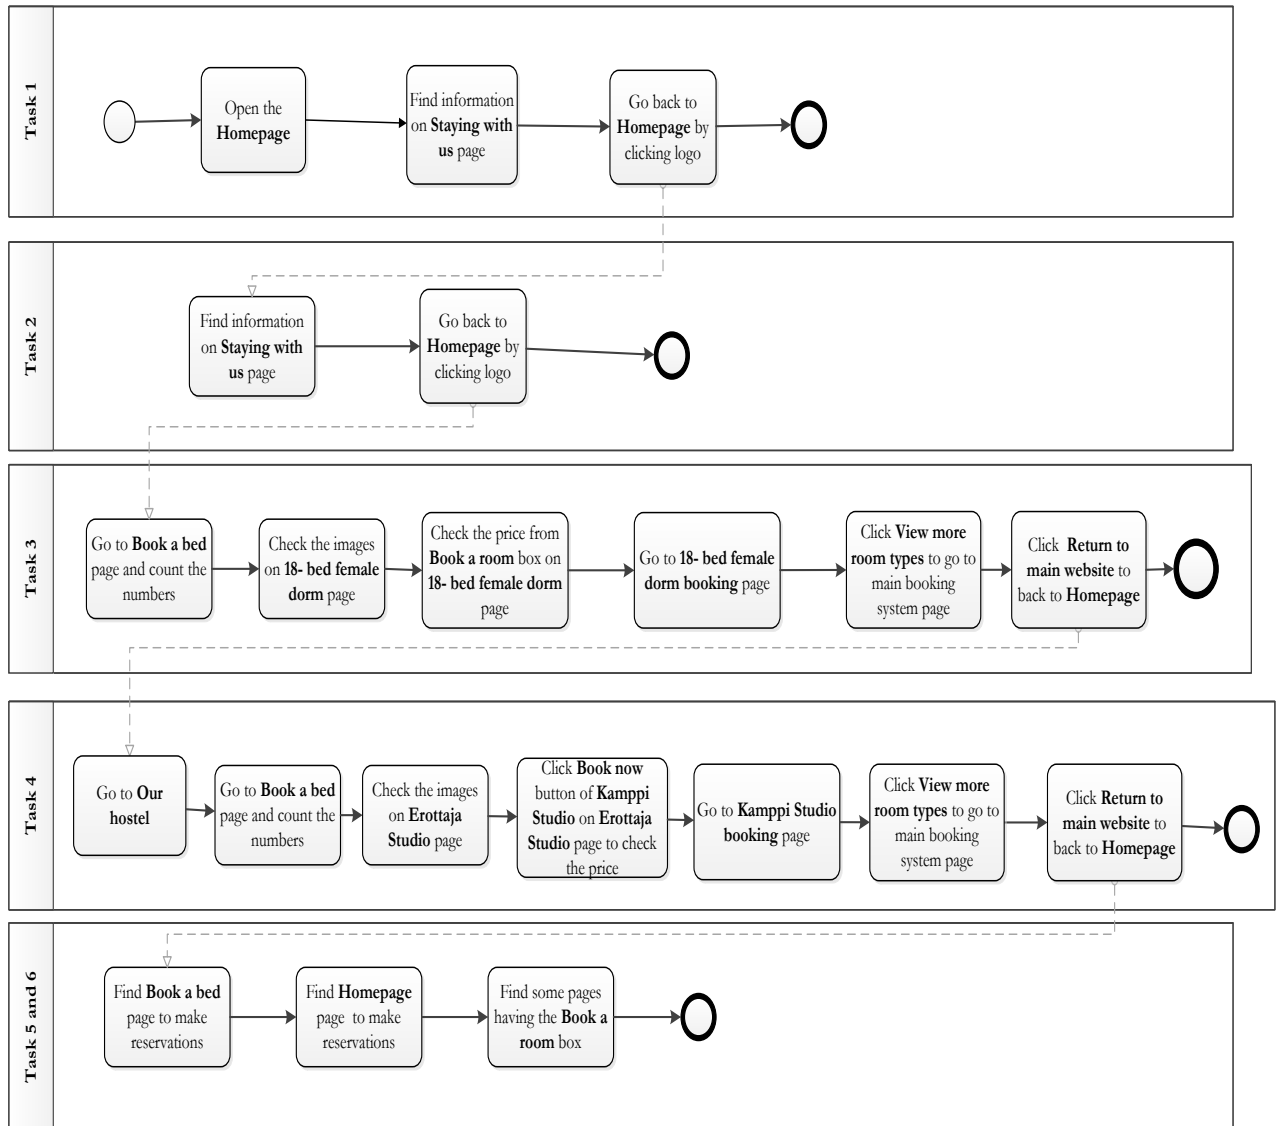 Task 1
Open the
Homepage
Find information
on Staying with
us page
Go back to
Homepage by
clicking logo
Task 2
Find information
on Staying with
us page
Go back to
Homepage by
clicking logo
Task 3
Go to Book a bed
page and count the
numbers
Check the images
on 18- bed female
dorm page
Check the price from
Book a room box on
18- bed female dorm
page
Go to 18- bed female
dorm booking page
Click View more
room types to go to
main booking
system page
Click Return to
main website to
back to Homepage
Task 4
Go to Our
hostel
Go to Book a bed
page and count the
numbers
Check the images
on Erottaja
Studio page
Click Book now
button of Kamppi
Studio on Erottaja
Studio page to check
the price
Go to Kamppi Studio
booking page
Click View more
room types to go to
main booking
system page
Click Return to
main website to
back to Homepage
Task 5 and 6
Find Book a bed
page to make
reservations
Find Homepage
page to make
reservations
Find some pages
having the Book a
room box